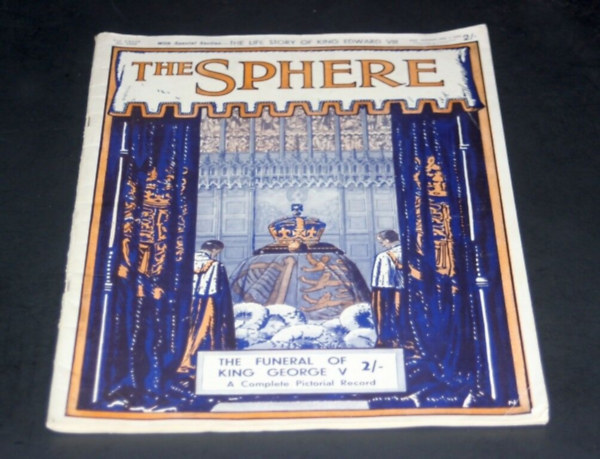 With Special Section - THE LIFE STORY OF KING EDWARD VIII
2/-
THE SPHERE
THE FUNERAL OF
KING GEORGE V 2/-
A Complete Pictorial Record